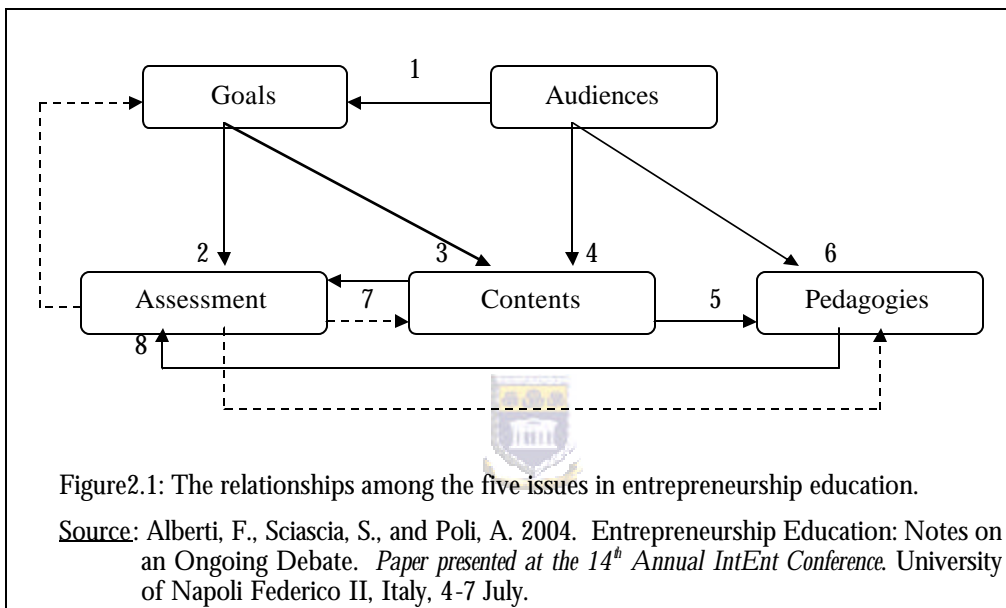 1
Goals
Audiences
2
3
4
6
Assessment
7
Contents
5
Pedagogies
8
Figure2.1: The relationships among the five issues in entrepreneurship education.
Source: Alberti, F., Sciascia, S., and Poli, A. 2004. Entrepreneurship Education: Notes on
an Ongoing Debate. Paper presented at the 14th Annual IntEnt Conference. University
of Napoli Federico II, Italy, 4-7 July.